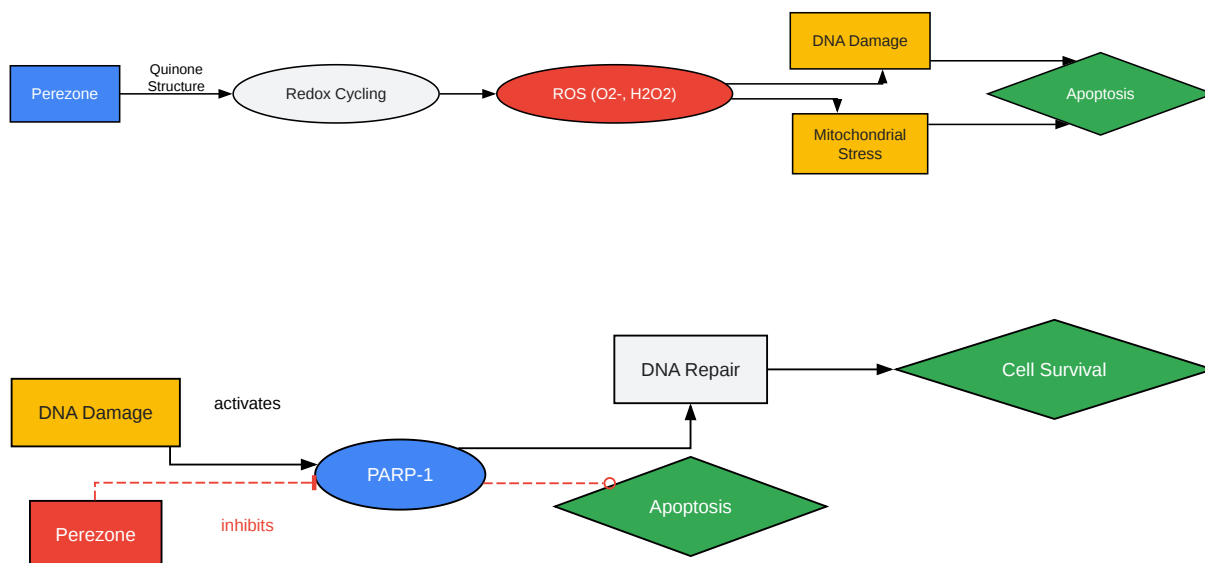 Perezone
Quinone
Structure
Redox Cycling
ROS (O2-, H2O2)
DNA Damage
Mitochondrial
Stress
Apoptosis
DNA Damage
activates
Perezone
inhibits
PARP-1
DNA Repair
Apoptosis
Cell Survival